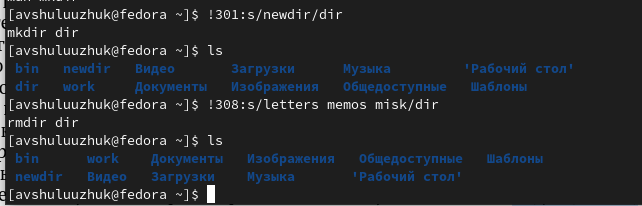 [avshuluuzhuk@fedora ~]$ !301:s/newdir/dir
mkdir dir
[avshuluuzhuk@fedora ~]$ ls
bin newdir Видео Загрузки Музыка 'Рабочий стол'
dir work Документы Изображения Общедоступные Шаблоны
[avshuluuzhuk@fedora ~]$ !308:s/letters memos misk/dir
rmdir dir
[avshuluuzhuk@fedora ~]$ ls
bin work Документы Изображения Общедоступные Шаблоны
newdir Видео Загрузки Музыка 'Рабочий стол'
[avshuluuzhuk@fedora ~]$